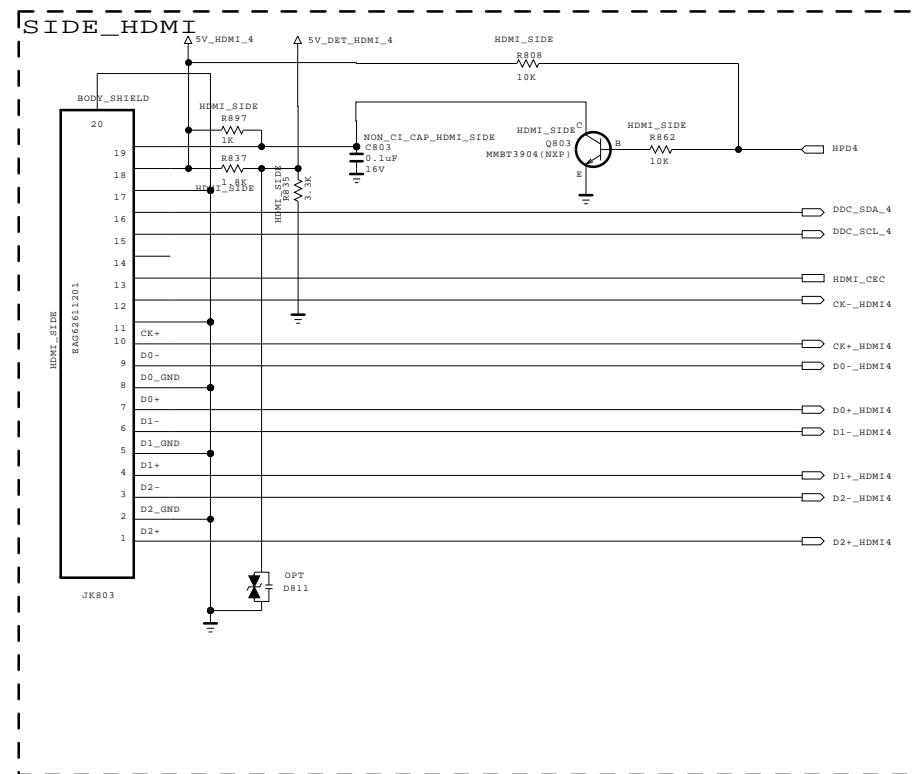 SIDE_HDMI
5V_HDMI_4
5V_DET_HDMI_4
HDMI_SIDE
R808
10K
BODY_SHIELD
20
HDMI_SIDE
R897
1K
NON_CI_CAP_HDMI_SIDE
C803
0.1uF
16V
HDMI_SIDE
Q803
MMBT3904(NXP)
C
B
E
HDMI_SIDE
R862
10K
HPD4
R837
1.8K
HDMI_SIDE
HDMI_SIDE
R835
3.3K
19
18
17
16
DDC_SDA_4
15
DDC_SCL_4
14
13
HDMI_CEC
12
CK-_HDMI4
11
HDMI_SIDE
EAG62611201
10
CK+
CK+_HDMI4
9
D0-
D0-_HDMI4
8
D0_GND
7
D0+
D0+_HDMI4
6
D1-
D1-_HDMI4
5
D1_GND
4
D1+
D1+_HDMI4
3
D2-
D2-_HDMI4
2
D2_GND
1
D2+
D2+_HDMI4
JK803
OPT
D811